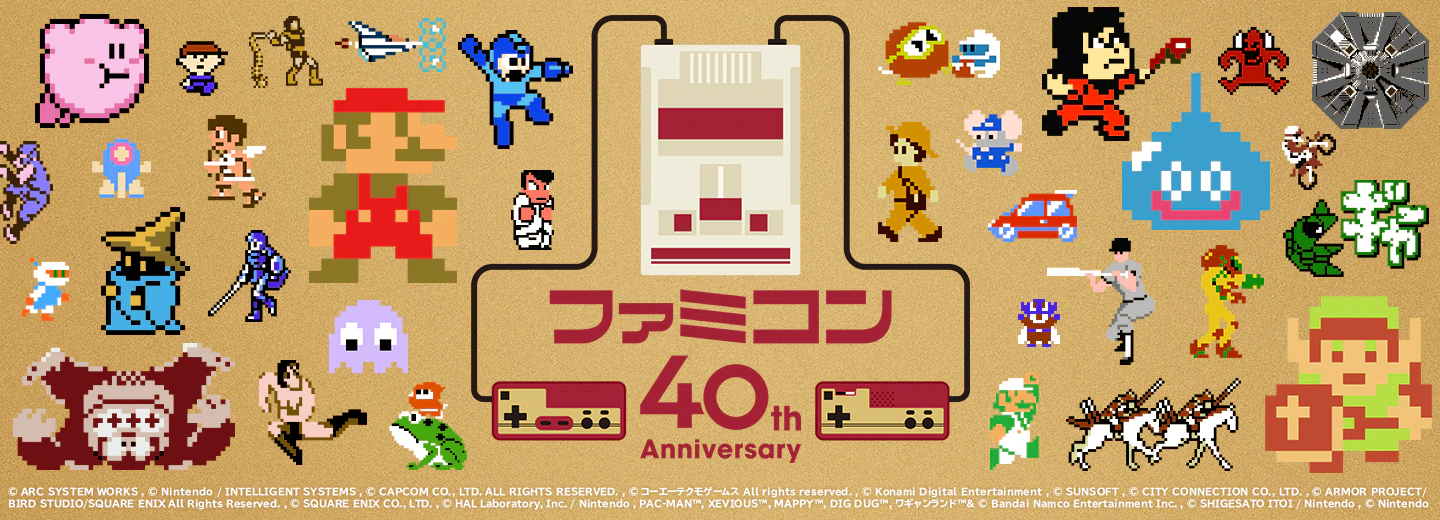 ギャ
ファミコン
40th
Anniversary
© ARC SYSTEM WORKS , © Nintendo / INTELLIGENT SYSTEMS , © CAPCOM CO., LTD. ALL RIGHTS RESERVED. , © コーエーテクモゲームス All rights reserved. , © Konami Digital Entertainment , © SUNSOFT , © CITY CONNECTION CO., LTD. , © ARMOR PROJECT/
BIRD STUDIO/SQUARE ENIX All Rights Reserved. , © SQUARE ENIX CO., LTD. , © HAL Laboratory, Inc. / Nintendo , PAC-MAN™, XEVIOUS™, MAPPY™, DIG DUG™, ワギャンランド™& © Bandai Namco Entertainment Inc. , © SHIGESATO ITOI / Nintendo , © Nintendo